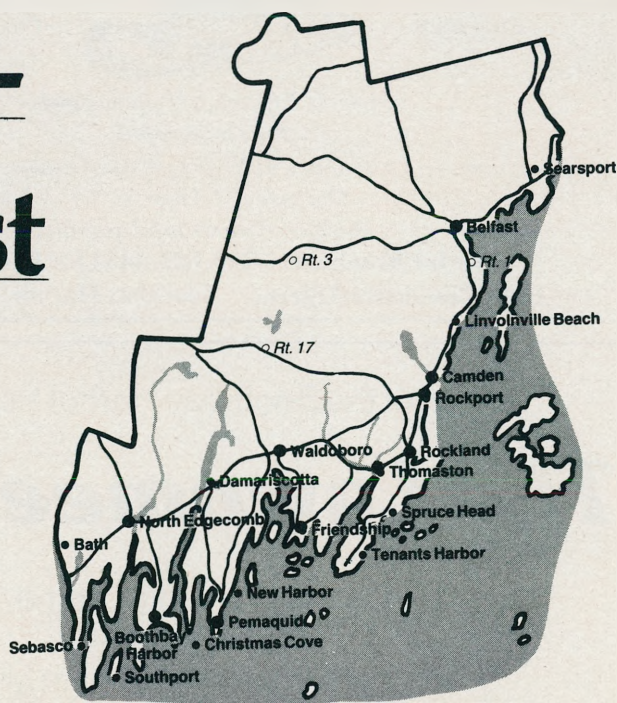 st
Searsport
Belfast
Rt. 3
Rt. 1
Linvolnville Beach
Rt. 17
Camden
Rockport
Waldoboro
Rockland
Thomaston
Damariscotta
Spruce Head
North Edgecomb
Friendship
Bath
Tenants Harbor
New Harbor
Pemaquid
Boothbay
Harbor
Christmas Cove
Sebasco
Southport